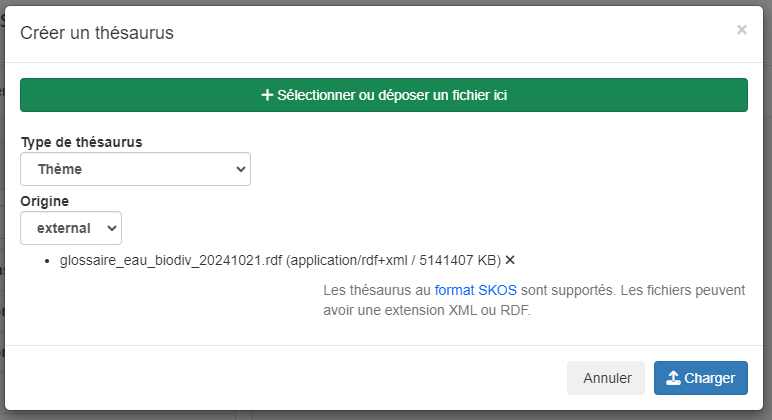 Créer un thésaurus
×
+ Sélectionner ou déposer un fichier ici
Type de thésaurus
Thème
Origine
external
• glossaire_eau_biodiv_20241021.rdf (application/rdf+xml / 5141407 KB) ✕
Les thésaurus au format SKOS sont supportés. Les fichiers peuvent
avoir une extension XML ou RDF.
Annuler
Charger